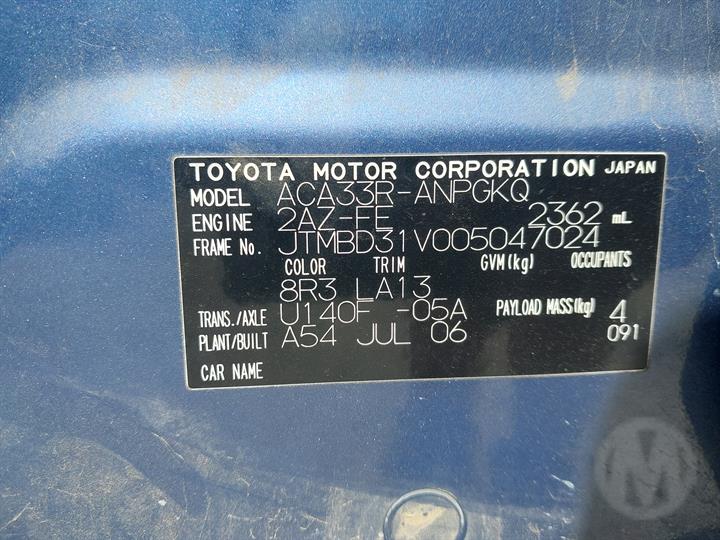 TOYOTA MOTOR CORPORATION JAPAN
MODEL ACA33R-ANPGKQ
ENGINE 2AZ-FE 2362 mL
FRAME No. JTMBD31V005047024
COLOR TRIM GVM(kg) OCCUPANTS
8R3 LA13
TRANS./AXLE U140F -05A PAYLOAD MASS(kg) 4
PLANT/BUILT A54 JUL 06 091
CAR NAME
M